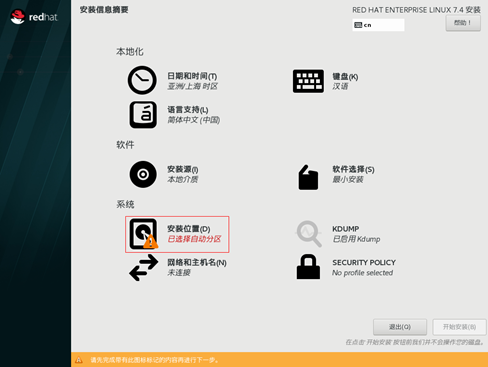 redhat.
安装信息摘要
RED HAT ENTERPRISE LINUX 7.4 安装
cn
帮助！
本地化
日期和时间(T)
亚洲/上海 时区
键盘(K)
汉语
语言支持(L)
简体中文 (中国)
软件
安装源(I)
本地介质
软件选择(S)
最小安装
系统
安装位置(D)
已选择自动分区
KDUMP
已启用 Kdump
网络和主机名(N)
未连接
SECURITY POLICY
No profile selected
退出(Q)
开始安装(B)
在点击 开始安装 按钮前我们并不会操作您的磁盘。
请先完成带有此图标标记的内容再进行下一步。